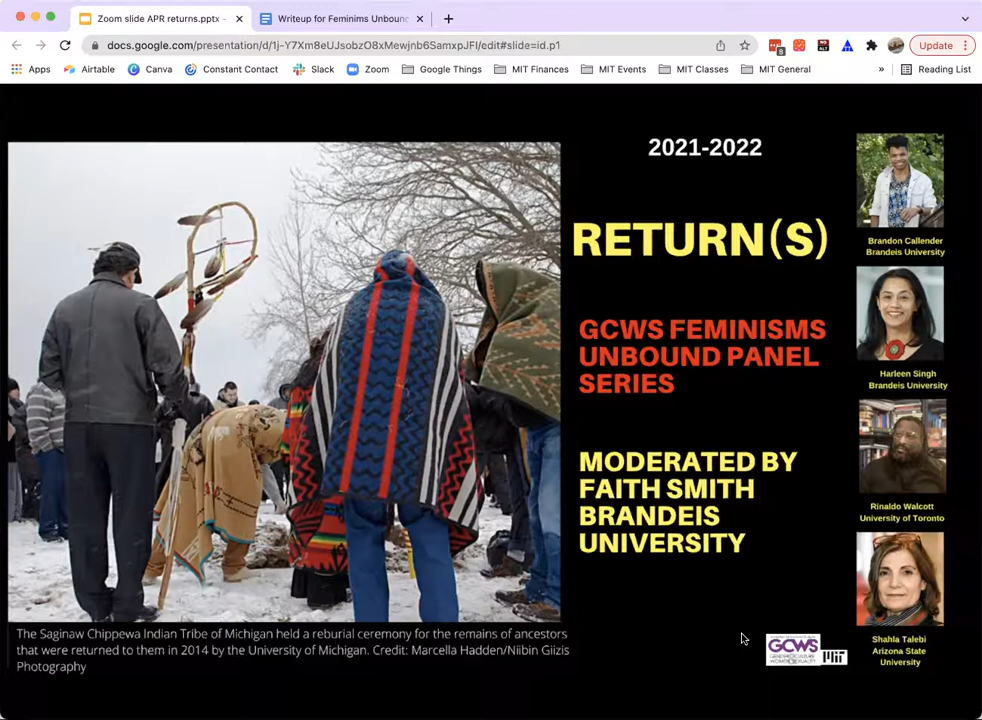 Zoom slide APR returns.pptx -
Writeup for Feminims Unbound
docs.google.com/presentation/d/1j-Y7Xm8eUJsobzO8xMewjnb6SamxpJFI/edit#slide=id.p1
Update
Apps
Airtable
Canva
Constant Contact
Slack
Zoom
Google Things
MIT Finances
MIT Events
MIT Classes
MIT General
»
Reading List
2021-2022
RETURN(S)
GCWS FEMINISMS
UNBOUND PANEL
SERIES
MODERATED BY
FAITH SMITH
BRANDEIS
UNIVERSITY
Brandon Callender
Brandeis University
Harleen Singh
Brandeis University
Rinaldo Walcott
University of Toronto
Shahla Talebi
Arizona State
University
The Saginaw Chippewa Indian Tribe of Michigan held a reburial ceremony for the remains of ancestors
that were returned to them in 2014 by the University of Michigan. Credit: Marcella Hadden/Niibin Giizis
Photography
GCWS
MIT